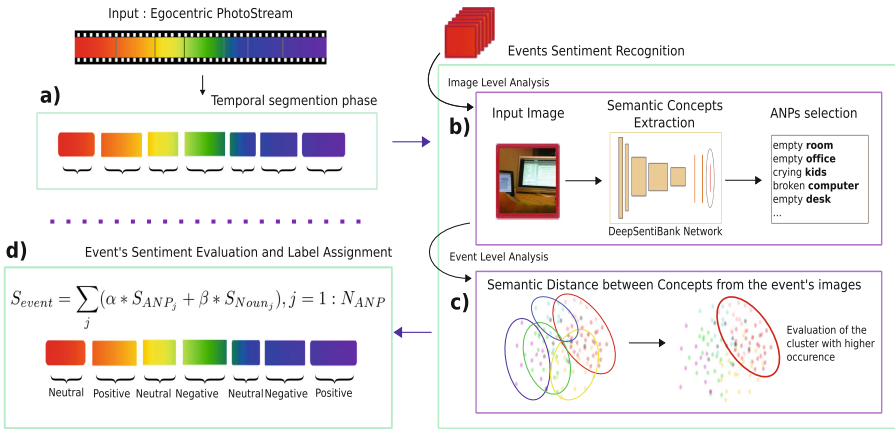 Input : Egocentric PhotoStream
a)
Temporal segmention phase
Events Sentiment Recognition
Image Level Analysis
b)
Input Image
Semantic Concepts
Extraction
ANPs selection
empty room
empty office
crying kids
broken computer
empty desk
...
DeepSentiBank Network
Event Level Analysis
c)
Semantic Distance between Concepts from the event's images
Evaluation of the
cluster with higher
occurence
d)
Event's Sentiment Evaluation and Label Assignment
S_{event} = \sum_{j} (α * S_{ANP_j} + β * S_{Noun_j}), j = 1 : N_{ANP}
Neutral Positive Neutral Negative Neutral Negative Positive